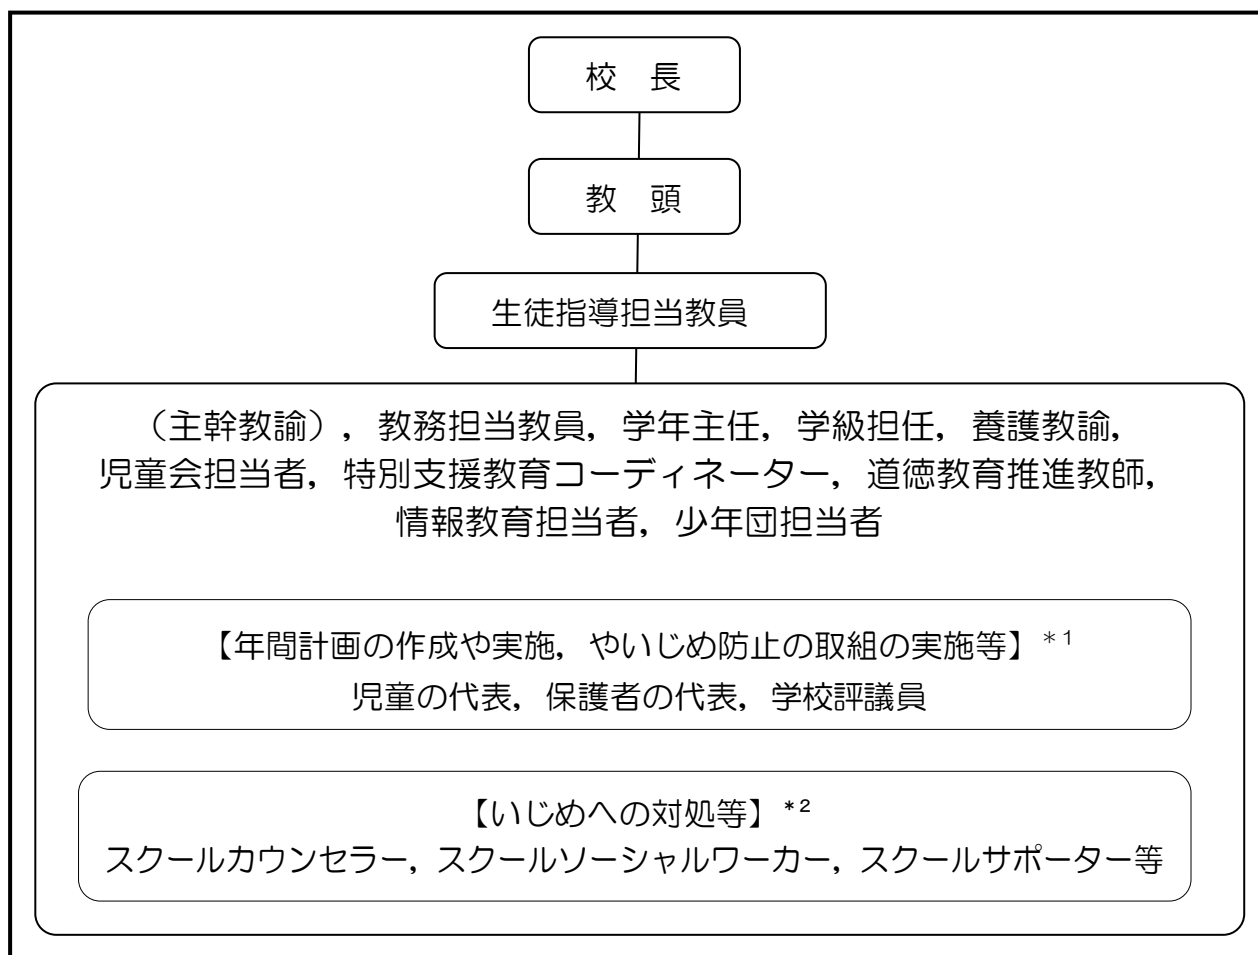 校　長
教　頭
生徒指導担当教員
（主幹教諭），教務担当教員，学年主任，学級担任，養護教諭，
児童会担当者，特別支援教育コーディネーター，道徳教育推進教師，
情報教育担当者，少年団担当者
【年間計画の作成や実施，やいじめ防止の取組の実施等】＊1
児童の代表，保護者の代表，学校評議員
【いじめへの対処等】*2
スクールカウンセラー，スクールソーシャルワーカー，スクールサポーター等